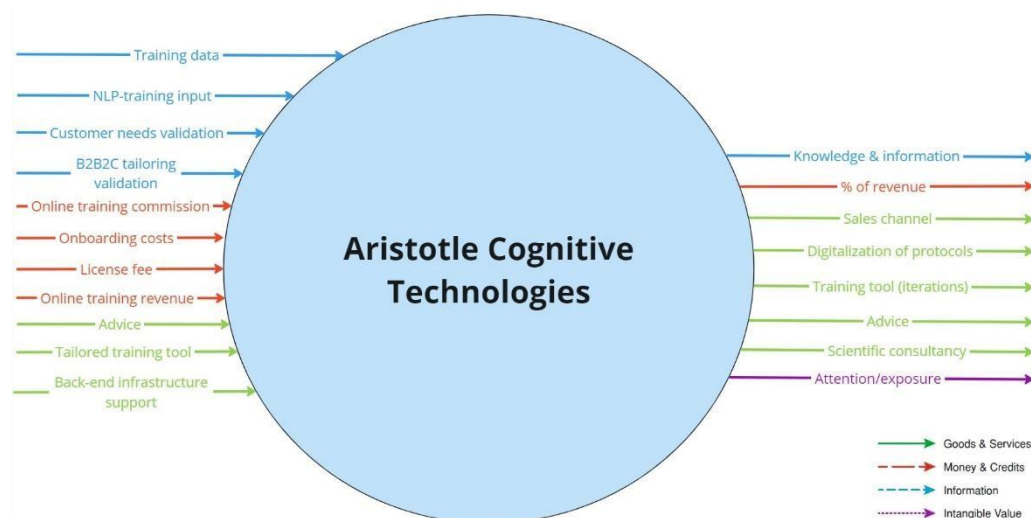 Training data
NLP-training input
Customer needs validation
B2B2C tailoring
validation
Online training commission
Onboarding costs
License fee
Online training revenue
Advice
Tailored training tool
Back-end infrastructure
support
Aristotle Cognitive
Technologies
Knowledge & information
% of revenue
Sales channel
Digitalization of protocols
Training tool (iterations)
Advice
Scientific consultancy
Attention/exposure
Goods & Services
Money & Credits
Information
Intangible Value